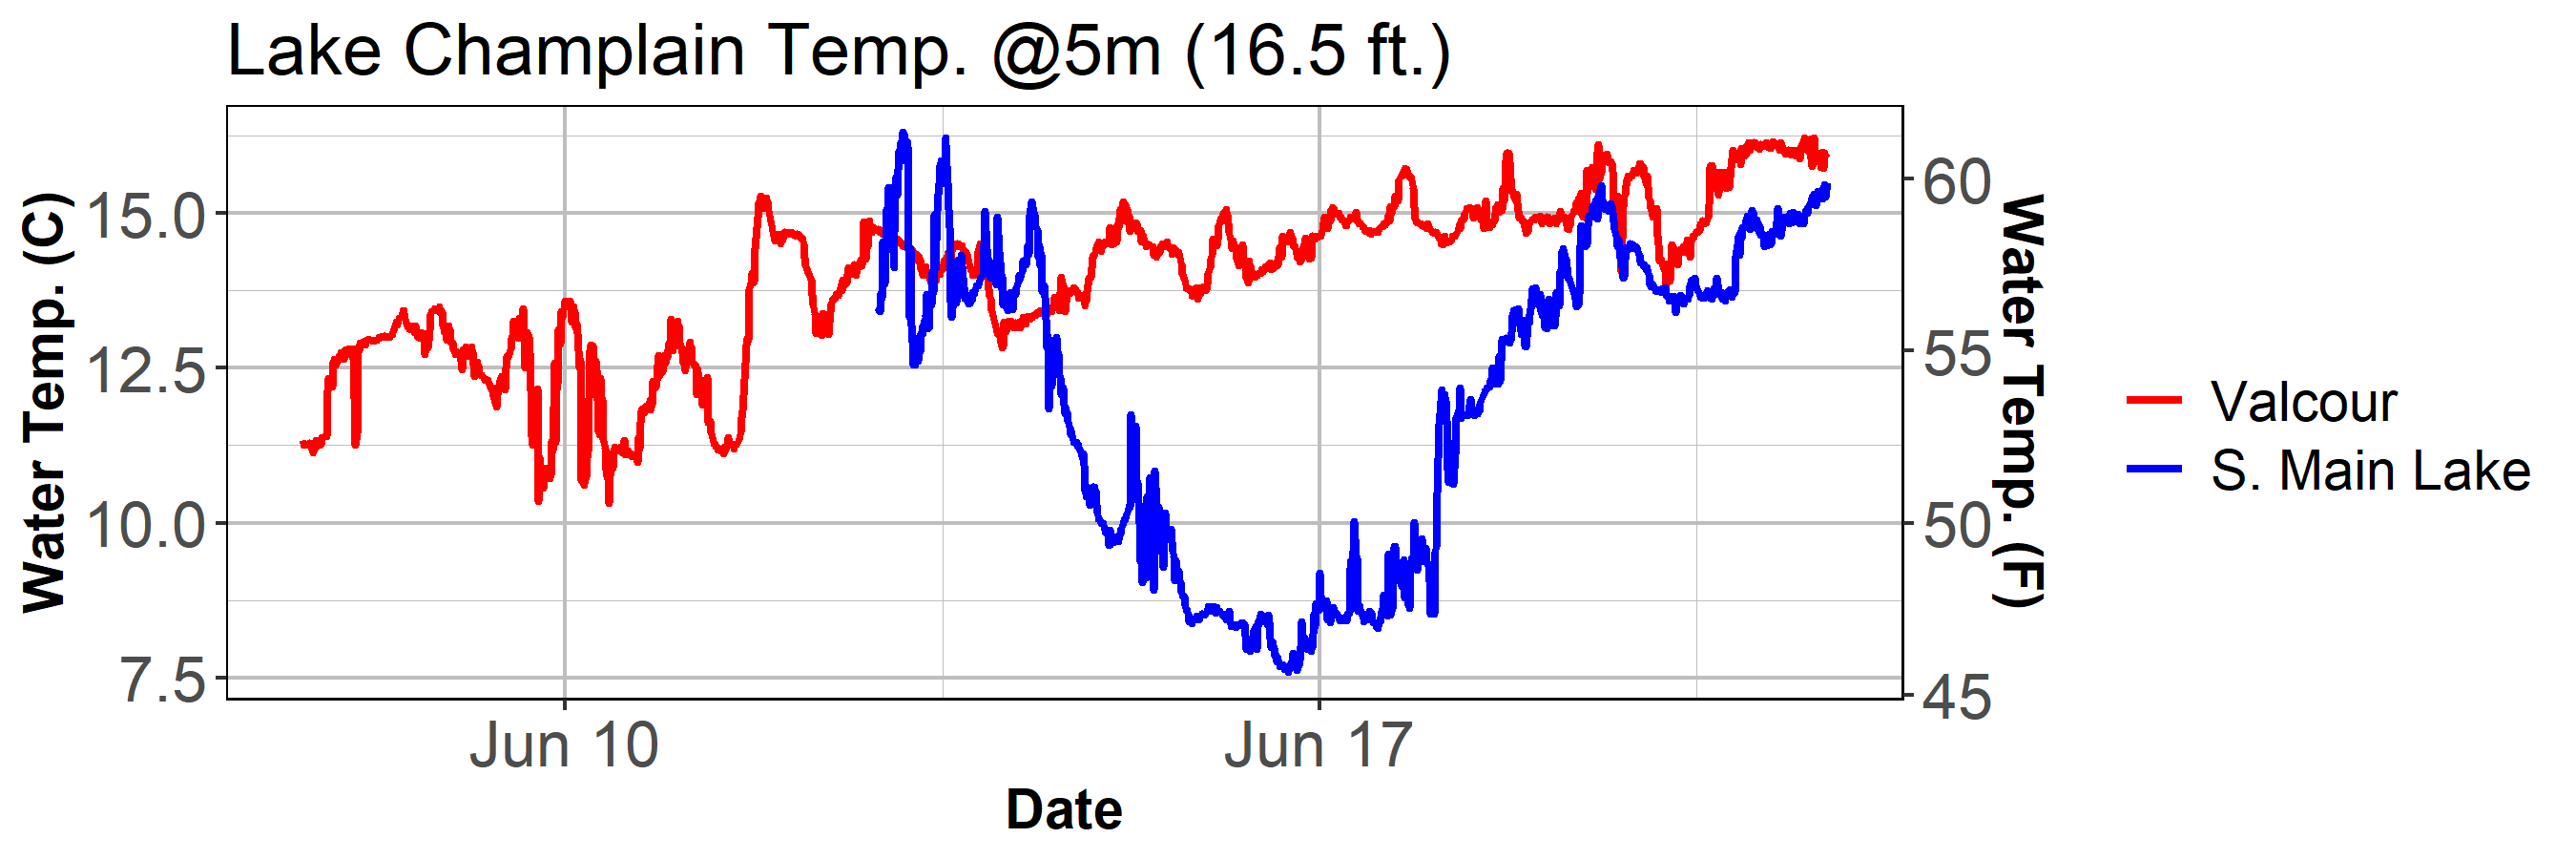 Lake Champlain Temp. @5m (16.5 ft.)
Water Temp. (C)
15.0
12.5
10.0
7.5
60
55
50
45
Water Temp. (F)
Jun 10
Jun 17
Date
Valcour
S. Main Lake